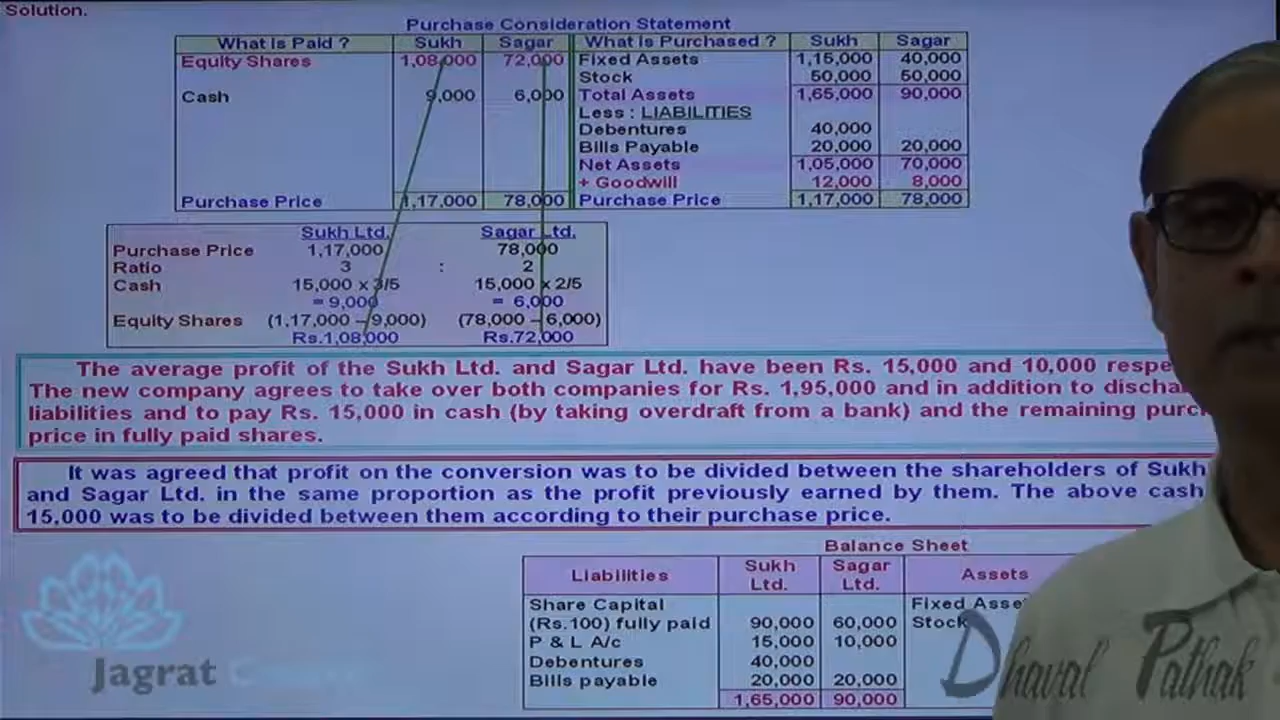 Solution.
Purchase Consideration Statement
What is Paid ? Sukh Sagar What is Purchased ? Sukh Sagar
Equity Shares 1,08,000 72,000 Fixed Assets 1,15,000 40,000
Stock 50,000 50,000
Cash 9,000 6,000 Total Assets 1,65,000 90,000
Less : LIABILITIES
Debentures 40,000
Bills Payable 20,000 20,000
Net Assets 1,05,000 70,000
+ Goodwill 12,000 8,000
Purchase Price 1,17,000 78,000 Purchase Price 1,17,000 78,000
Sukh Ltd. Sagar Ltd.
Purchase Price 1,17,000 78,000
Ratio 3 : 2
Cash 15,000 x 3/5 15,000 x 2/5
= 9,000 = 6,000
Equity Shares (1,17,000 – 9,000) (78,000 – 6,000)
Rs.1,08,000 Rs.72,000
The average profit of the Sukh Ltd. and Sagar Ltd. have been Rs. 15,000 and 10,000 respe
The new company agrees to take over both companies for Rs. 1,95,000 and in addition to discha
liabilities and to pay Rs. 15,000 in cash (by taking overdraft from a bank) and the remaining purc
price in fully paid shares.
It was agreed that profit on the conversion was to be divided between the shareholders of Sukh
and Sagar Ltd. in the same proportion as the profit previously earned by them. The above cash
15,000 was to be divided between them according to their purchase price.
Balance Sheet
Liabilities Sukh Ltd. Sagar Ltd. Assets
Share Capital Fixed Asse
(Rs.100) fully paid 90,000 60,000 Stock
P & L A/c 15,000 10,000
Debentures 40,000
Bills payable 20,000 20,000
1,65,000 90,000
Jagrat
Dhaval Pathak